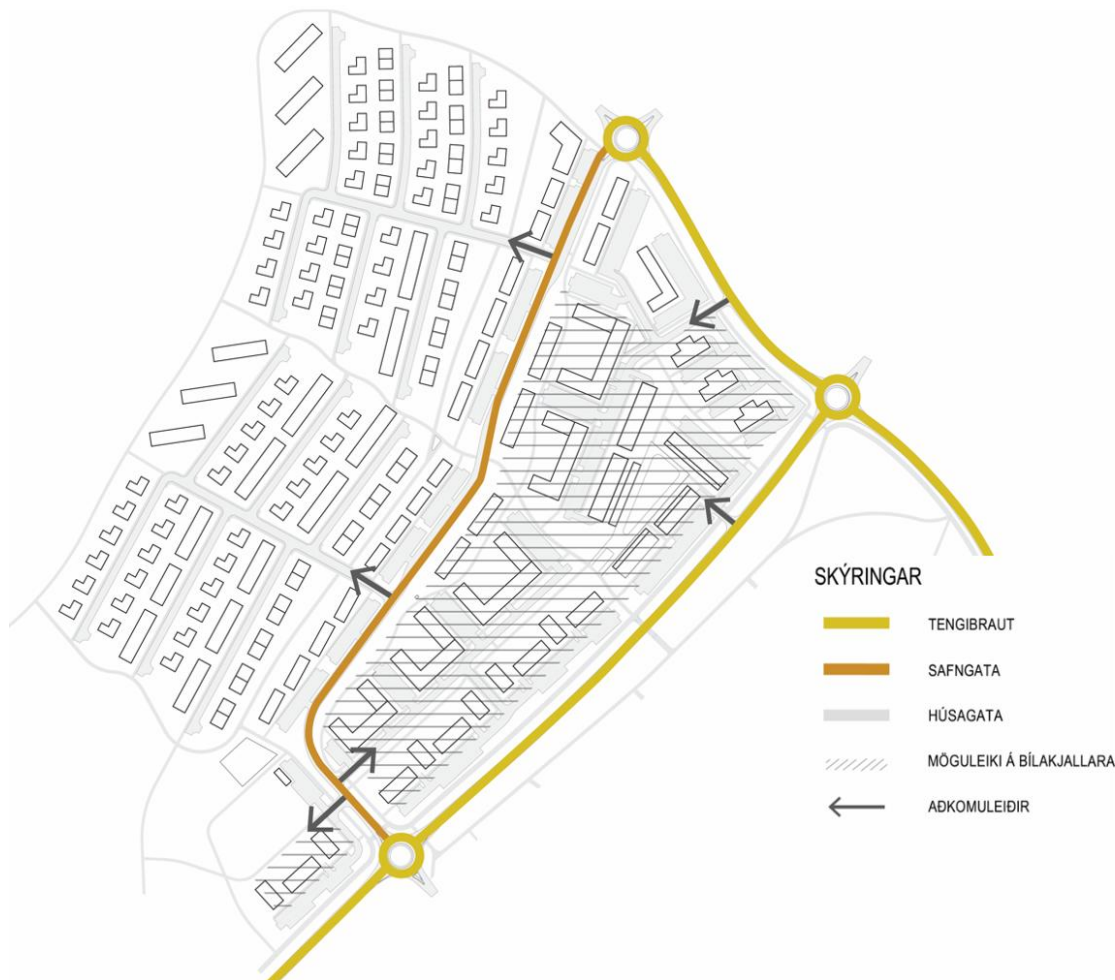 SKÝRINGAR
TENGIBRAUT
SAFNGATA
HÚSAGATA
MÖGULEIKI Á BÍLAKJALLARA
AÐKOMULEIÐIR